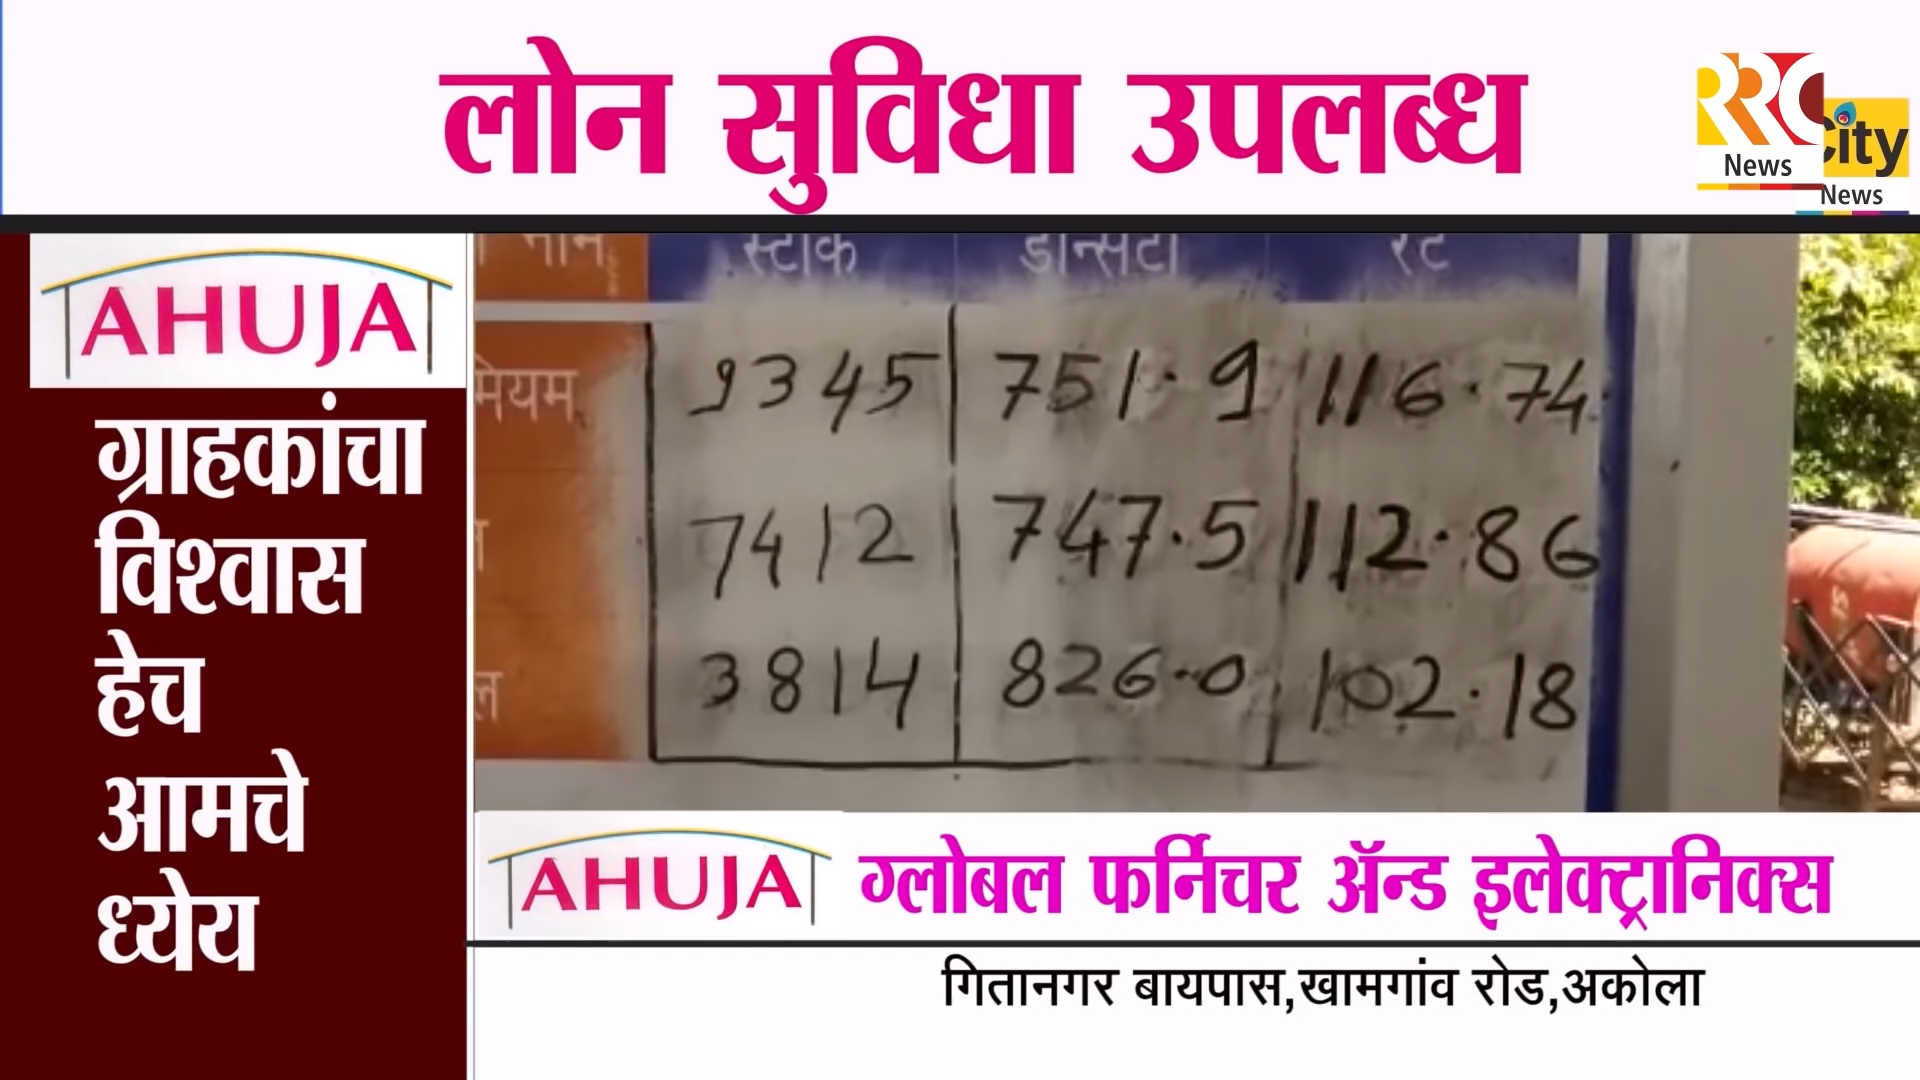 लोन सुविधा उपलब्ध
RRC
News
City
News
AHUJA
ग्राहकांचा
विश्वास
हेच
आमचे
ध्येय
नाम स्टॉक डेन्सिटी रेट
मियम 9345 751.9 116.74
7412 747.5 112.86
ल 3814 826.0 102.18
AHUJA ग्लोबल फर्निचर ॲन्ड इलेक्ट्रानिक्स
गितानगर बायपास,खामगांव रोड,अकोला